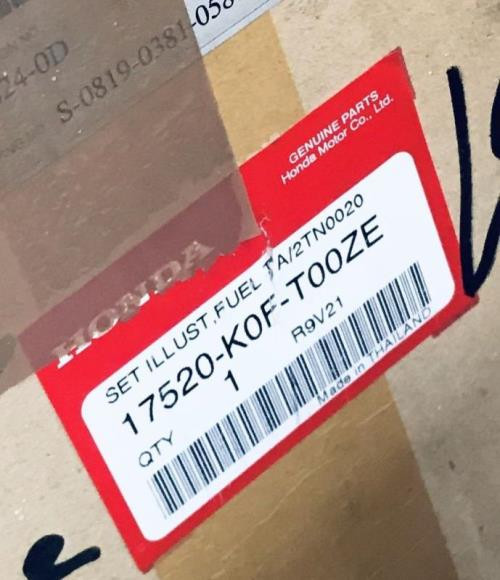 24-0D
S-0819-0381-058
GENUINE PARTS
Honda Motor Co., Ltd.
HONDA
SET ILLUST.,FUEL TA/2TN0020
17520-K0F-T00ZE
QTY 1 R9V21
Made in THAILAND